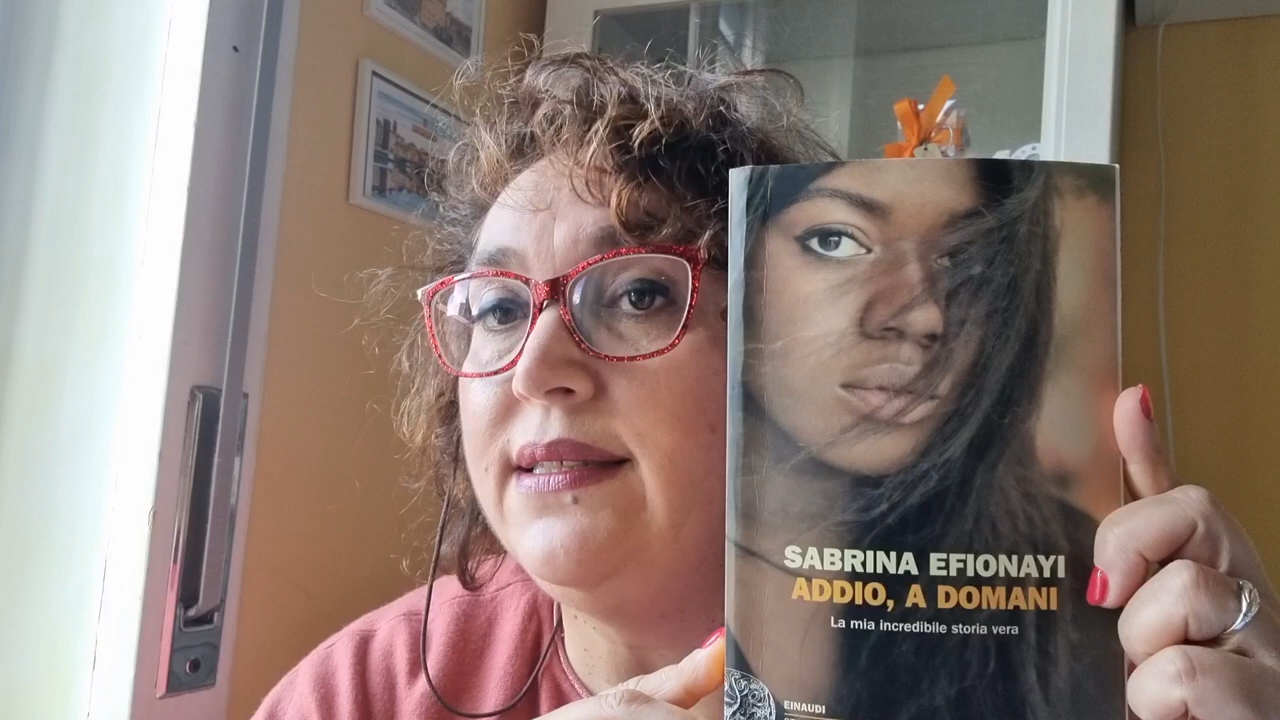 SABRINA EFIONAYI
ADDIO, A DOMANI
La mia incredibile storia vera
EINAUDI